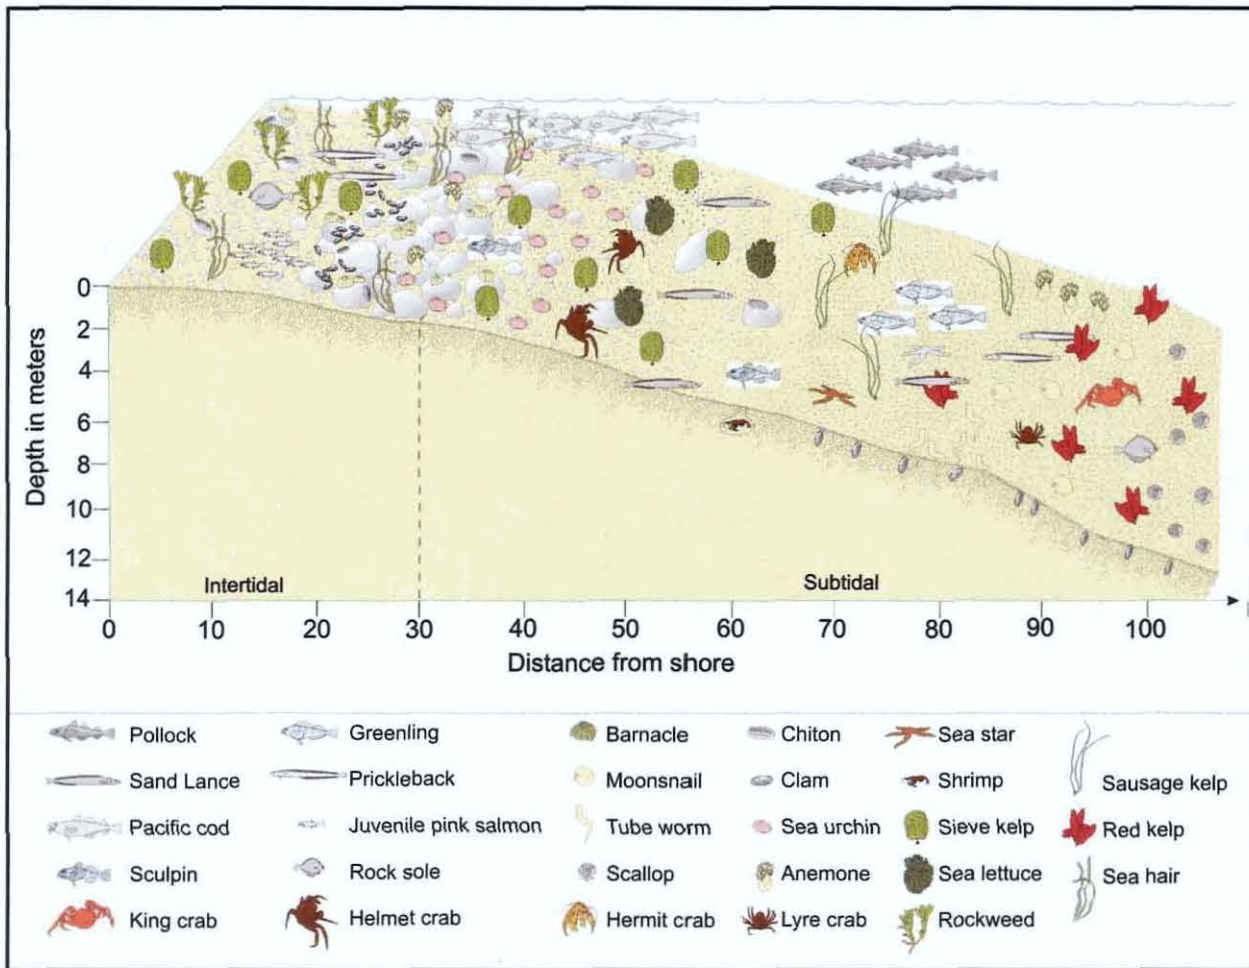 0
2
4
6
8
10
12
14
Depth in meters
Intertidal
Subtidal
0 10 20 30 40 50 60 70 80 90 100
Distance from shore
Pollock Greenling Barnacle Chiton Sea star
Sand Lance Prickleback Moonsnail Clam Shrimp Sausage kelp
Pacific cod Juvenile pink salmon Tube worm Sea urchin Sieve kelp Red kelp
Sculpin Rock sole Scallop Anemone Sea lettuce Sea hair
King crab Helmet crab Hermit crab Lyre crab Rockweed